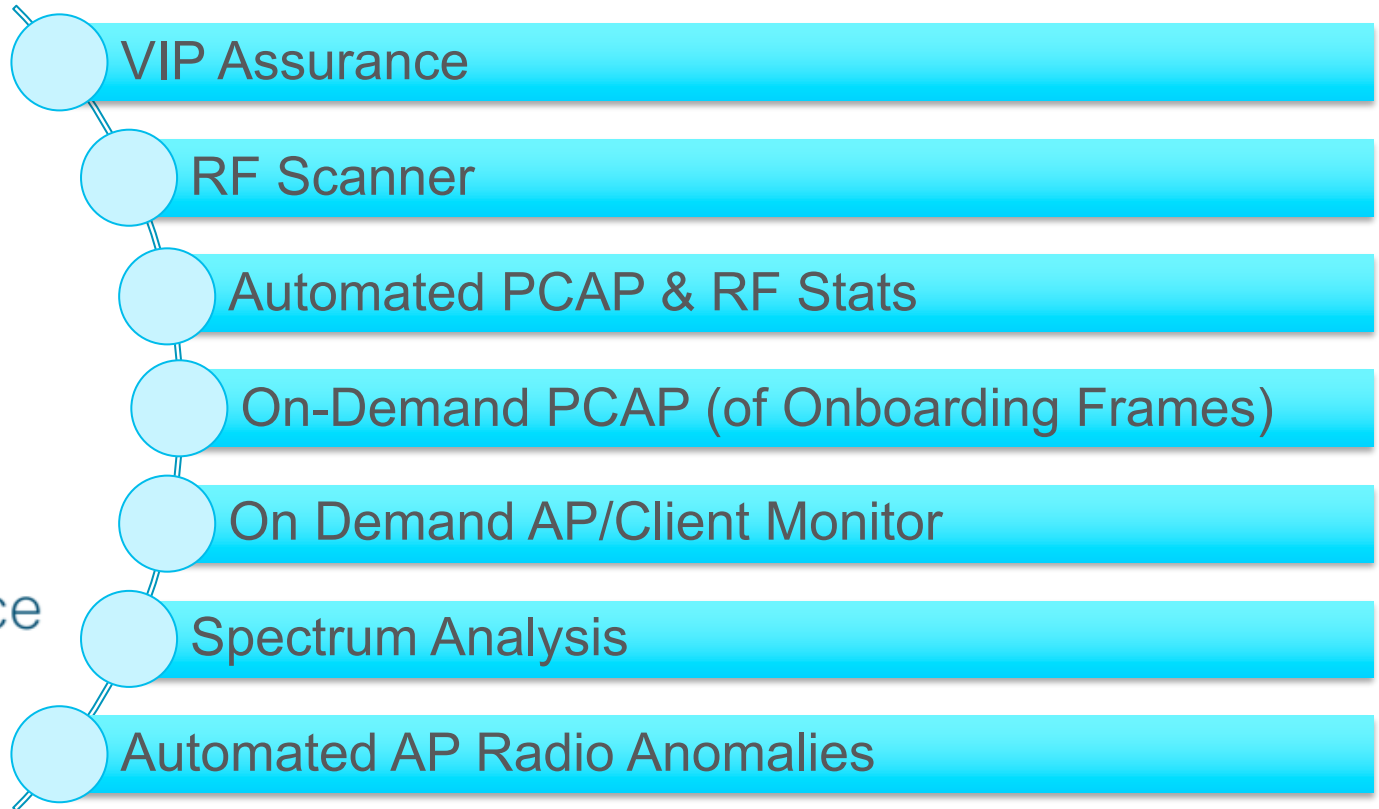 VIP Assurance
RF Scanner
Automated PCAP & RF Stats
On-Demand PCAP (of Onboarding Frames)
On Demand AP/Client Monitor
ce
Spectrum Analysis
Automated AP Radio Anomalies